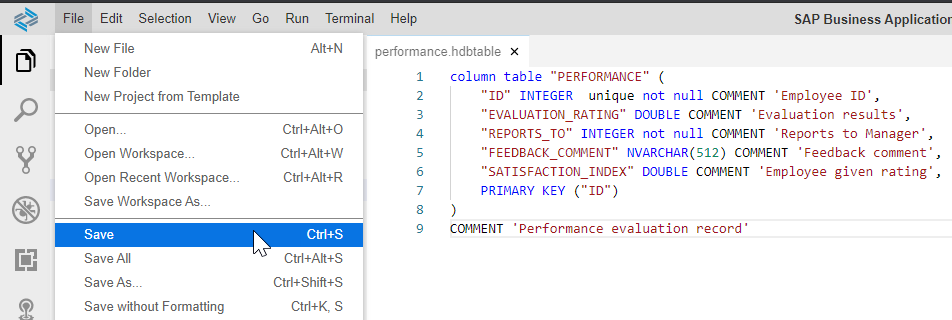 File Edit Selection View Go Run Terminal Help SAP Business Applicatio
New File Alt+N
New Folder
New Project from Template
Open... Ctrl+Alt+O
Open Workspace... Ctrl+Alt+W
Open Recent Workspace... Ctrl+Alt+R
Save Workspace As...
Save Ctrl+S
Save All Ctrl+Alt+S
Save As... Ctrl+Shift+S
Save without Formatting Ctrl+K, S
performance.hdbtable ×
1 column table "PERFORMANCE" (
2 "ID" INTEGER  unique not null COMMENT 'Employee ID',
3 "EVALUATION_RATING" DOUBLE COMMENT 'Evaluation results',
4 "REPORTS_TO" INTEGER not null COMMENT 'Reports to Manager',
5 "FEEDBACK_COMMENT" NVARCHAR(512) COMMENT 'Feedback comment',
6 "SATISFACTION_INDEX" DOUBLE COMMENT 'Employee given rating',
7 PRIMARY KEY ("ID")
8 )
9 COMMENT 'Performance evaluation record'